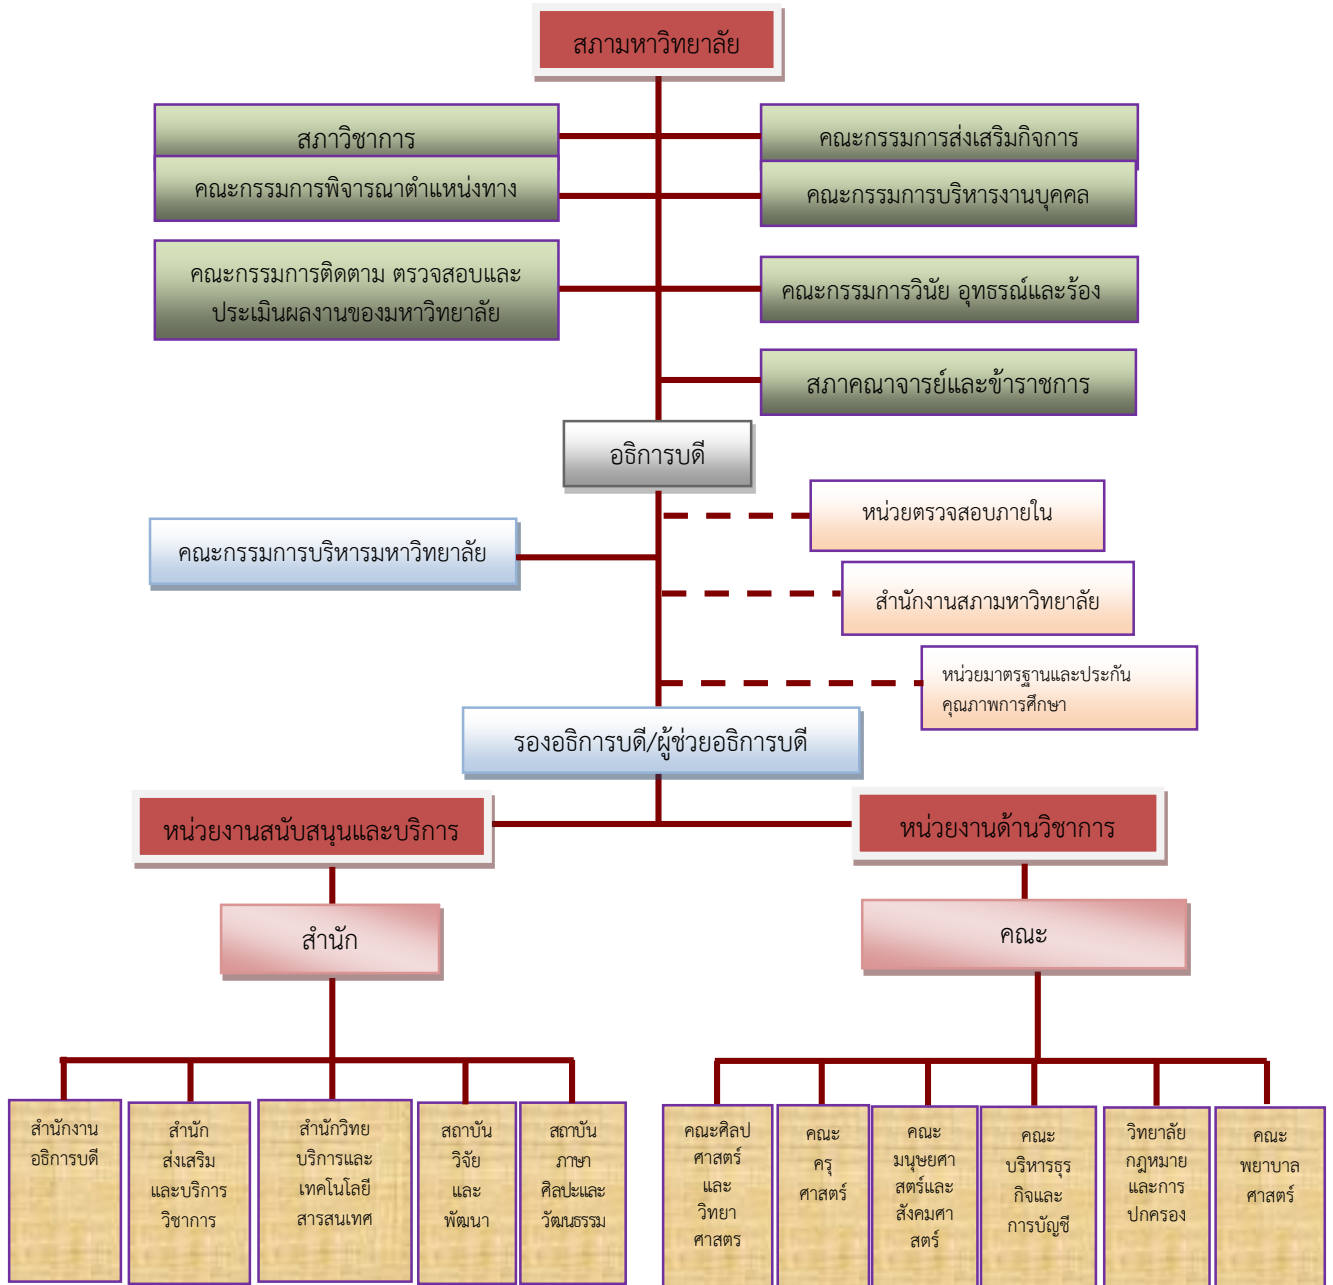 สภามหาวิทยาลัย
สภาวิชาการ
คณะกรรมการส่งเสริมกิจการ
คณะกรรมการพิจารณาตำแหน่งทาง
คณะกรรมการบริหารงานบุคคล
คณะกรรมการติดตาม ตรวจสอบและ
ประเมินผลงานของมหาวิทยาลัย
คณะกรรมการวินัย อุทธรณ์และร้อง
สภาคณาจารย์และข้าราชการ
อธิการบดี
หน่วยตรวจสอบภายใน
คณะกรรมการบริหารมหาวิทยาลัย
สำนักงานสภามหาวิทยาลัย
หน่วยมาตรฐานและประกัน
คุณภาพการศึกษา
รองอธิการบดี/ผู้ช่วยอธิการบดี
หน่วยงานสนับสนุนและบริการ
หน่วยงานด้านวิชาการ
สำนัก
คณะ
สำนักงาน
อธิการบดี
สำนัก
ส่งเสริม
และบริการ
วิชาการ
สำนักวิทย
บริการและ
เทคโนโลยี
สารสนเทศ
สถาบัน
วิจัย
และ
พัฒนา
สถาบัน
ภาษา
ศิลปะและ
วัฒนธรรม
คณะศิลป
ศาสตร์
และ
วิทยา
ศาสตร
คณะ
ครุ
ศาสตร์
คณะ
มนุษยศา
สตร์และ
สังคมศา
สตร์
คณะ
บริหารธุร
กิจและ
การบัญชี
วิทยาลัย
กฎหมาย
และการ
ปกครอง
คณะ
พยาบาล
ศาสตร์